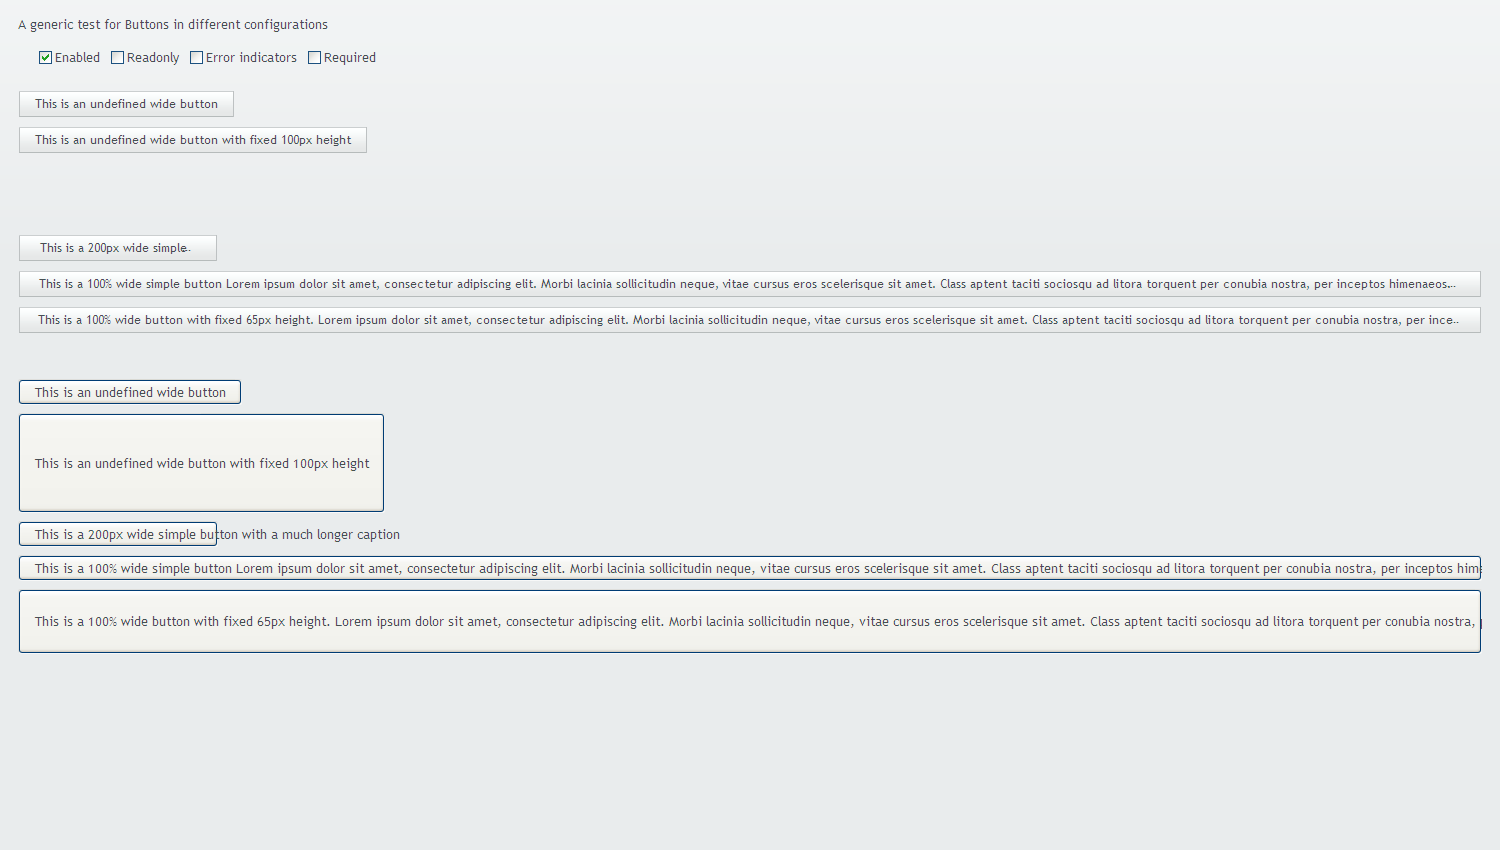 A generic test for Buttons in different configurations
Enabled Readonly Error indicators Required
This is an undefined wide button
This is an undefined wide button with fixed 100px height
This is a 200px wide simple..
This is a 100% wide simple button Lorem ipsum dolor sit amet, consectetur adipiscing elit. Morbi lacinia sollicitudin neque, vitae cursus eros scelerisque sit amet. Class aptent taciti sociosqu ad litora torquent per conubia nostra, per inceptos himenaeos...
This is a 100% wide button with fixed 65px height. Lorem ipsum dolor sit amet, consectetur adipiscing elit. Morbi lacinia sollicitudin neque, vitae cursus eros scelerisque sit amet. Class aptent taciti sociosqu ad litora torquent per conubia nostra, per ince..
This is an undefined wide button
This is an undefined wide button with fixed 100px height
This is a 200px wide simple button with a much longer caption
This is a 100% wide simple button Lorem ipsum dolor sit amet, consectetur adipiscing elit. Morbi lacinia sollicitudin neque, vitae cursus eros scelerisque sit amet. Class aptent taciti sociosqu ad litora torquent per conubia nostra, per inceptos him
This is a 100% wide button with fixed 65px height. Lorem ipsum dolor sit amet, consectetur adipiscing elit. Morbi lacinia sollicitudin neque, vitae cursus eros scelerisque sit amet. Class aptent taciti sociosqu ad litora torquent per conubia nostra,